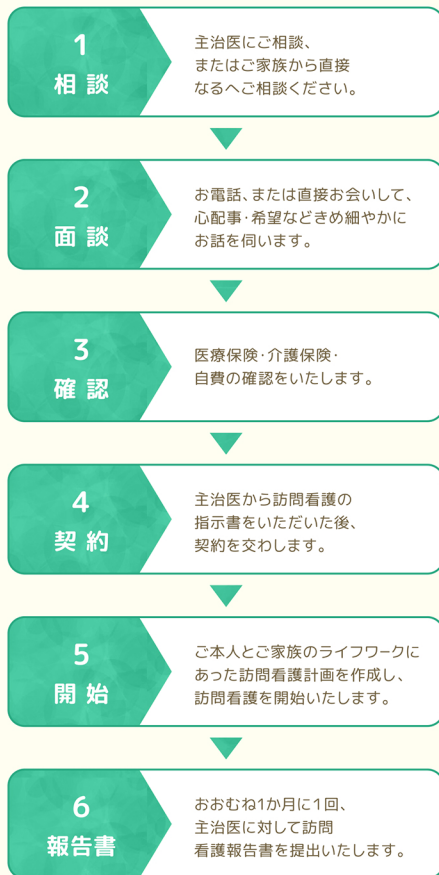 1
相談
主治医にご相談、
またはご家族から直接
なるへご相談ください。
2
面談
お電話、または直接お会いして、
心配事・希望などきめ細やかに
お話を伺います。
3
確認
医療保険・介護保険・
自費の確認をいたします。
4
契約
主治医から訪問看護の
指示書をいただいた後、
契約を交わします。
5
開始
ご本人とご家族のライフワークに
あった訪問看護計画を作成し、
訪問看護を開始いたします。
6
報告書
おおむね1か月に1回、
主治医に対して訪問
看護報告書を提出いたします。